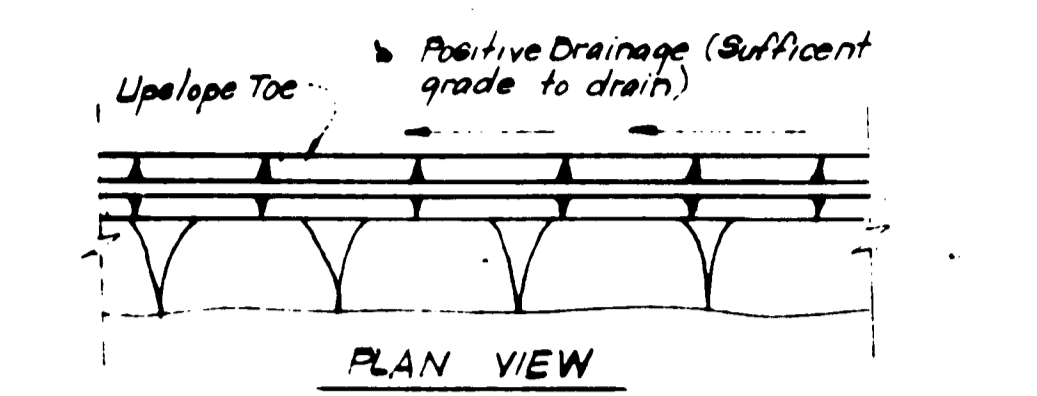 Positive Drainage (Sufficent
grade to drain)
Upslope Toe
PLAN VIEW